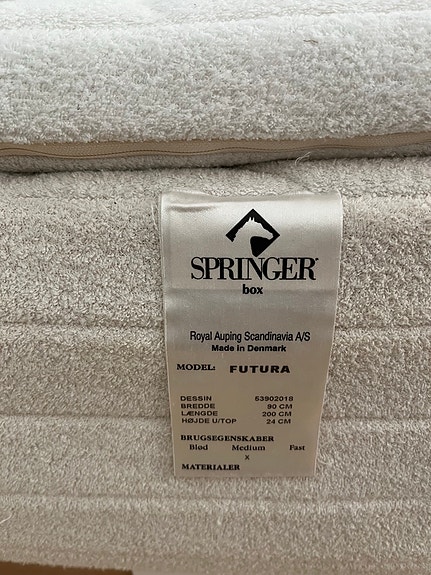 SPRINGER
box
Royal Auping Scandinavia A/S
Made in Denmark
MODEL: FUTURA
DESSIN 53902018
BREDDE 90 CM
LÆNGDE 200 CM
HØJDE U/TOP 24 CM
BRUGSEGENSKABER
Blød Medium Fast
X
MATERIALER